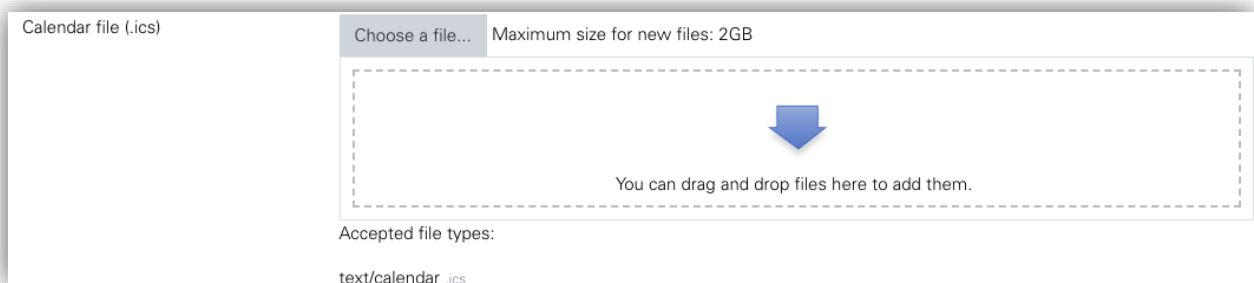 Calendar file (.ics)
Choose a file... Maximum size for new files: 2GB
You can drag and drop files here to add them.
Accepted file types:
text/calendar .ics